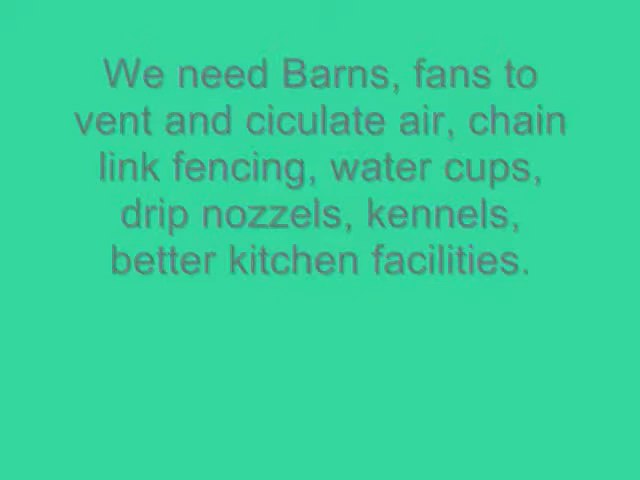 We need Barns, fans to
vent and ciculate air, chain
link fencing, water cups,
drip nozzels, kennels,
better kitchen facilities.